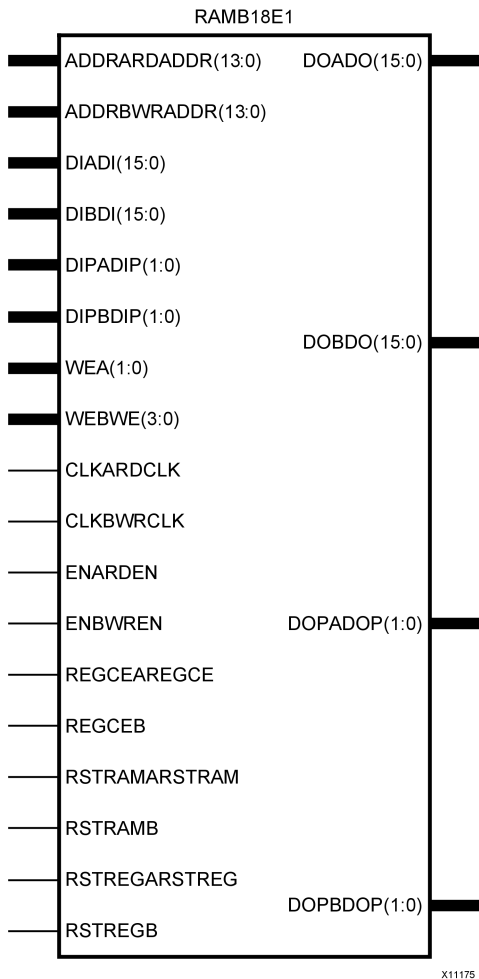 RAMB18E1
ADDRARDADDR(13:0) DOADO(15:0)
ADDRBWRADDR(13:0)
DIADI(15:0)
DIBDI(15:0)
DIPADIP(1:0)
DIPBDIP(1:0)
DOBDO(15:0)
WEA(1:0)
WEBWE(3:0)
CLKARDCLK
CLKBWRCLK
ENARDEN
ENBWREN DOPADOP(1:0)
REGCEAREGCE
REGCEB
RSTRAMARSTRAM
RSTRAMB
RSTREGARSTREG
DOPBDOP(1:0)
RSTREGB
X11175